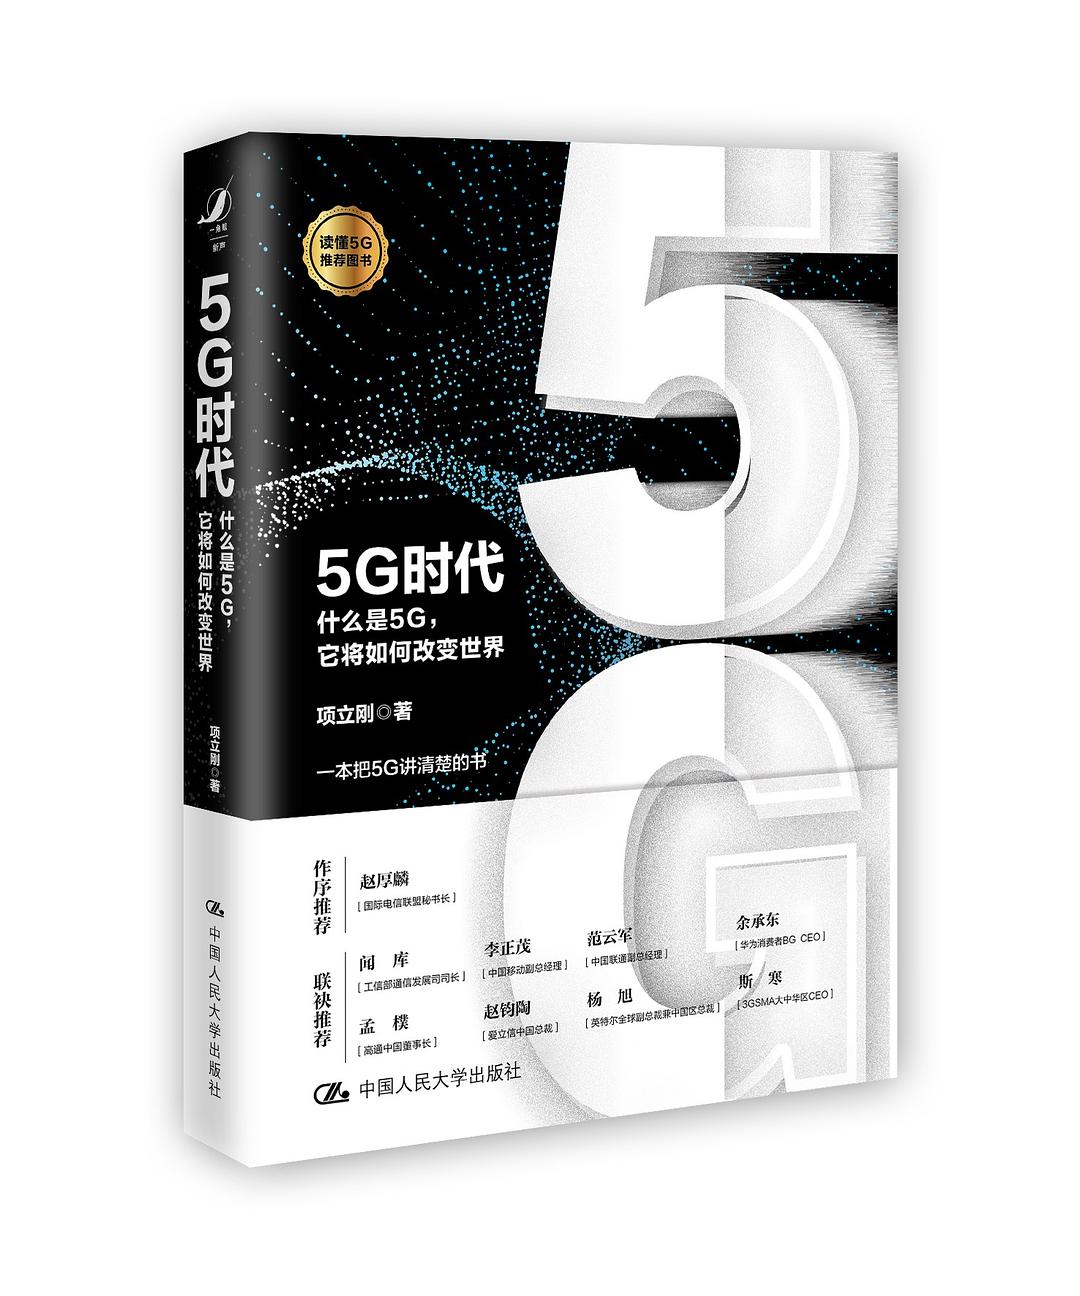 一角鲸
新声
5G时代
什么是5G,
它将如何改变世界
项立刚◎著
中国人民大学出版社
读懂5G
推荐图书
5G
5G时代
什么是5G,
它将如何改变世界
项立刚◎著
一本把5G讲清楚的书
作序推荐
赵厚麟
[ 国际电信联盟秘书长 ]
联袂推荐
闻 库
[ 工信部通信发展司司长 ]
李正茂
[ 中国移动副总经理 ]
范云军
[ 中国联通副总经理 ]
余承东
[ 华为消费者BG CEO ]
孟 樸
[ 高通中国董事长 ]
赵钧陶
[ 爱立信中国总裁 ]
杨 旭
[ 英特尔全球副总裁兼中国区总裁 ]
斯 寒
[ 3GSMA大中华区CEO ]
中国人民大学出版社